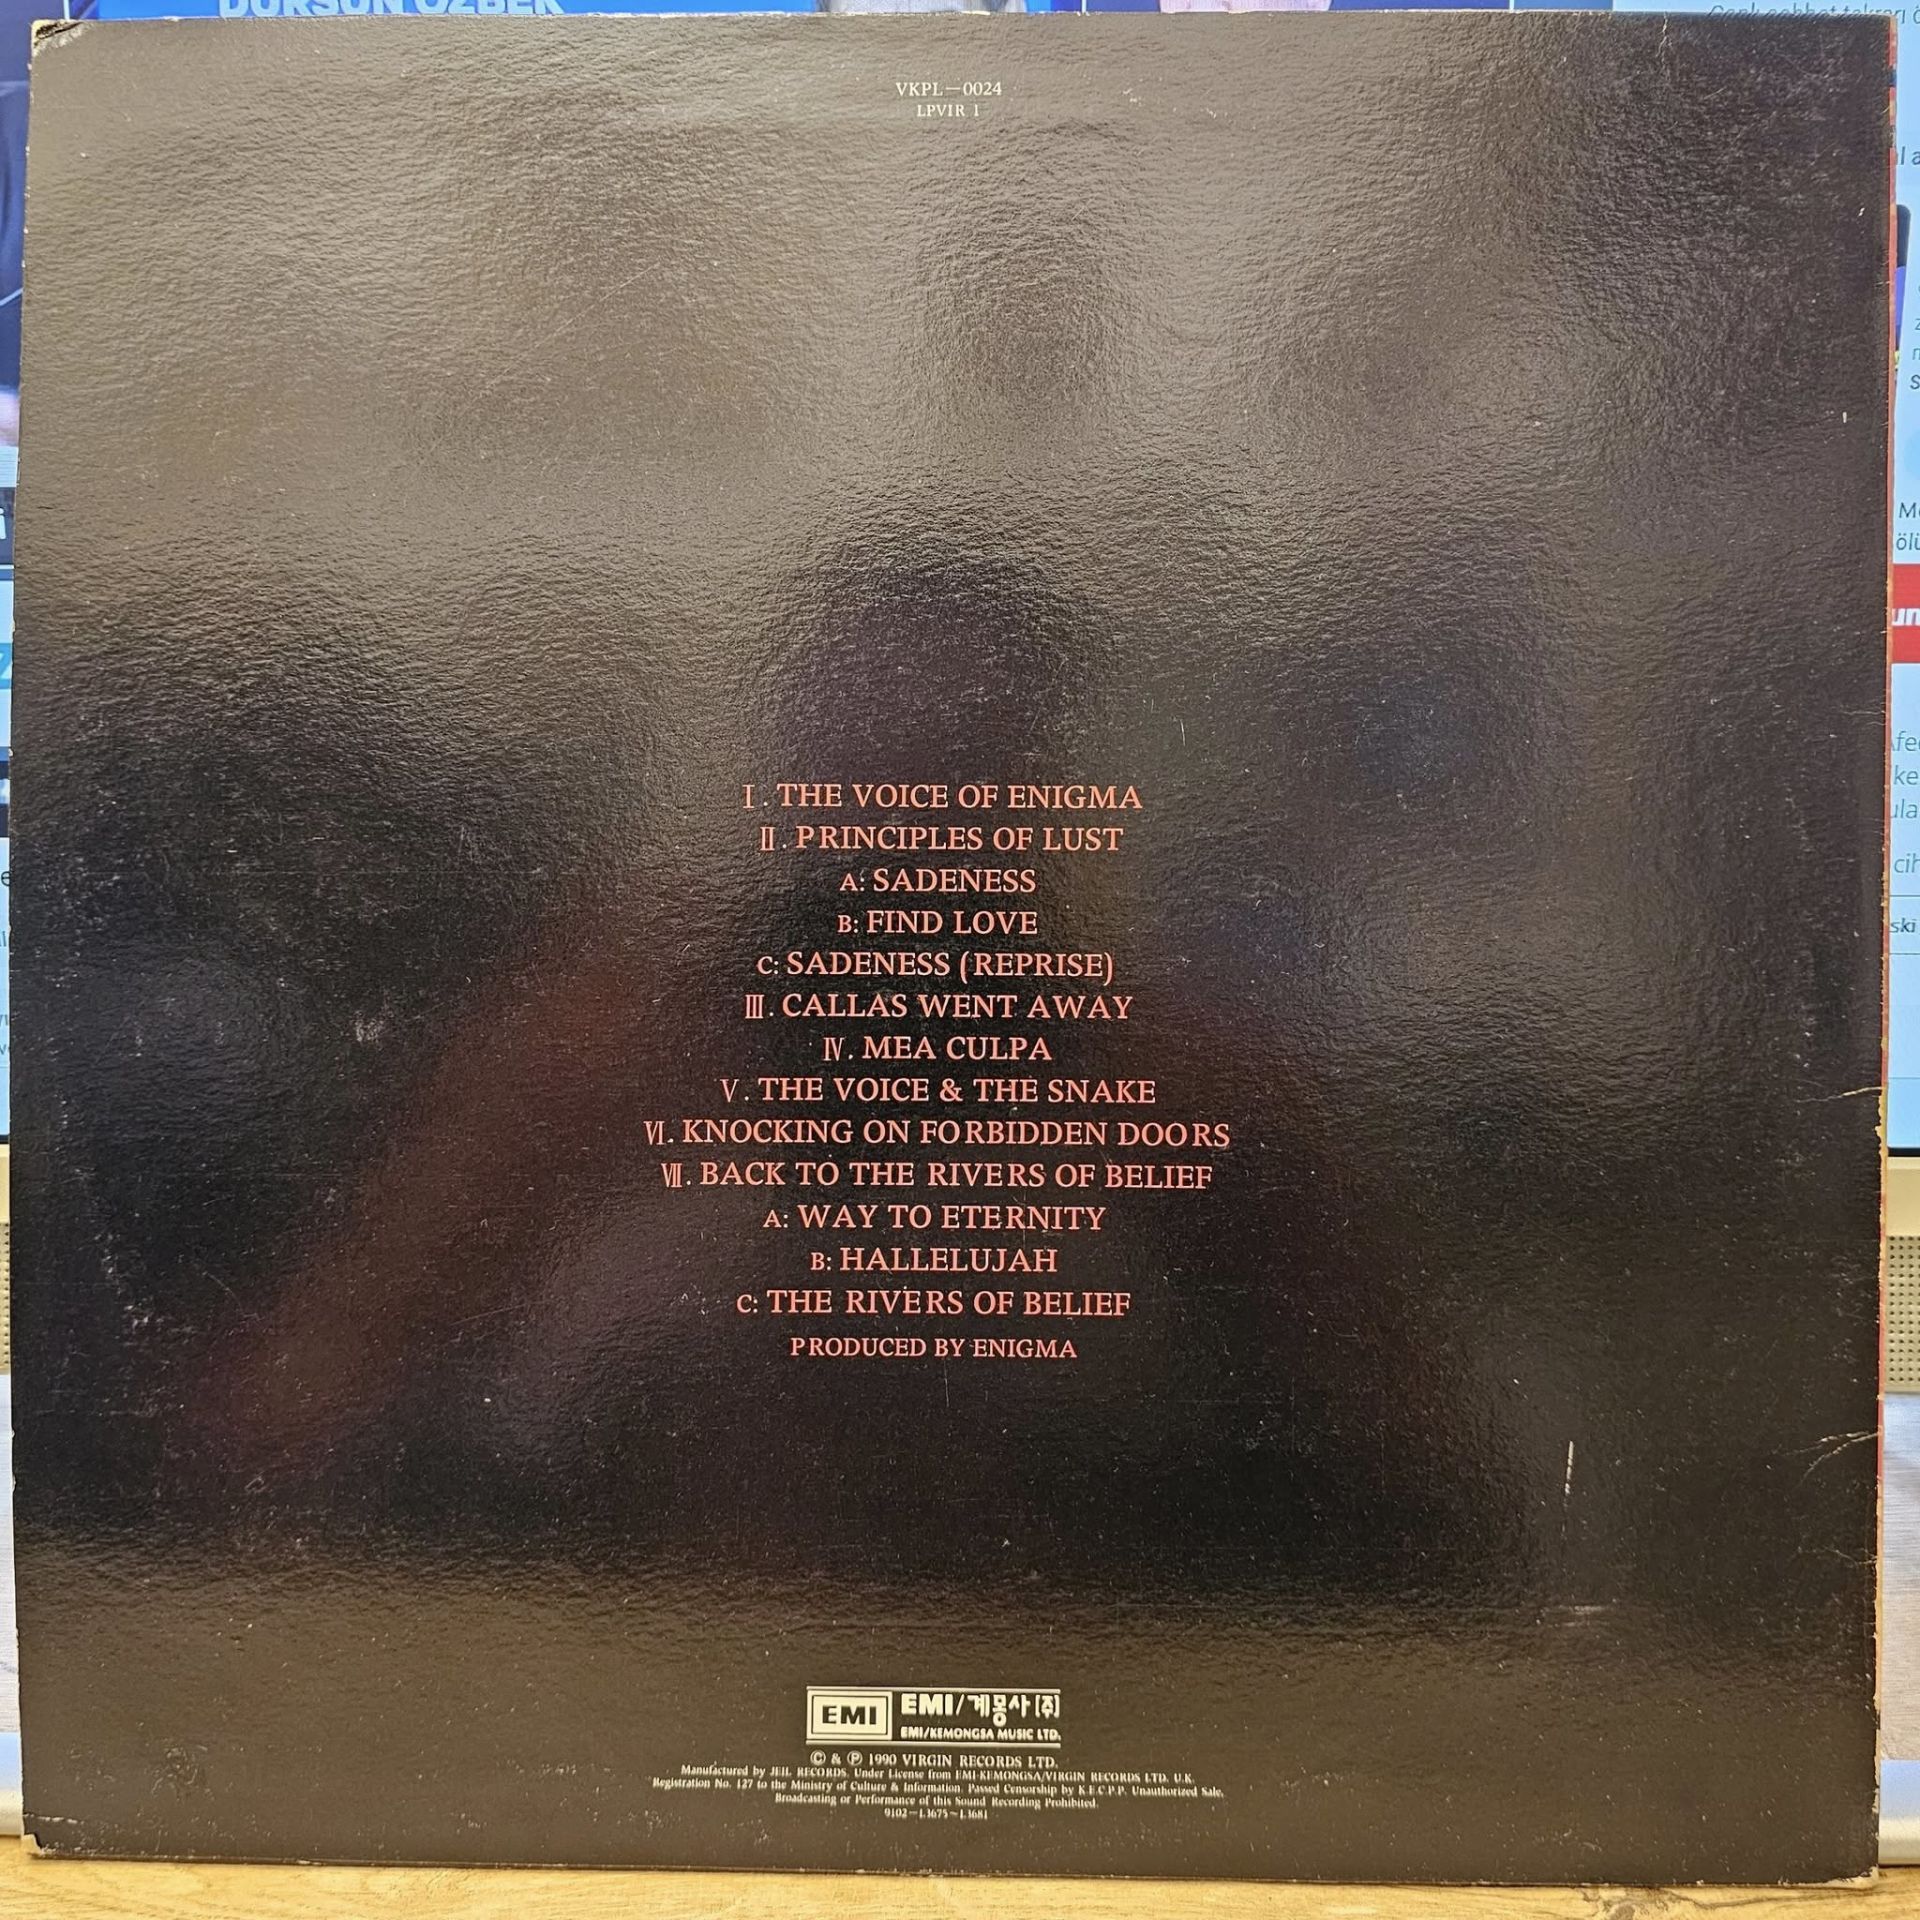 DURSUN ÖZBEK
VKPL—0024
LPVIR 1
I. THE VOICE OF ENIGMA
II. PRINCIPLES OF LUST
A: SADENESS
B: FIND LOVE
C: SADENESS (REPRISE)
III. CALLAS WENT AWAY
IV. MEA CULPA
V. THE VOICE & THE SNAKE
VI. KNOCKING ON FORBIDDEN DOORS
VII. BACK TO THE RIVERS OF BELIEF
A: WAY TO ETERNITY
B: HALLELUJAH
C: THE RIVERS OF BELIEF
PRODUCED BY ENIGMA
EMI
EMI/계몽사(주)
EMI/KEMONGSA MUSIC LTD.
© & ℗ 1990 VIRGIN RECORDS LTD.
Manufactured by JEIL RECORDS. Under License from EMI-KEMONGSA/VIRGIN RECORDS LTD. U.K.
Registration No. 127 to the Ministry of Culture & Information. Passed Censorship by K.E.C.P.P. Unauthorized Sale,
Broadcasting or Performance of this Sound Recording Prohibited.
9102—L3675~L3681